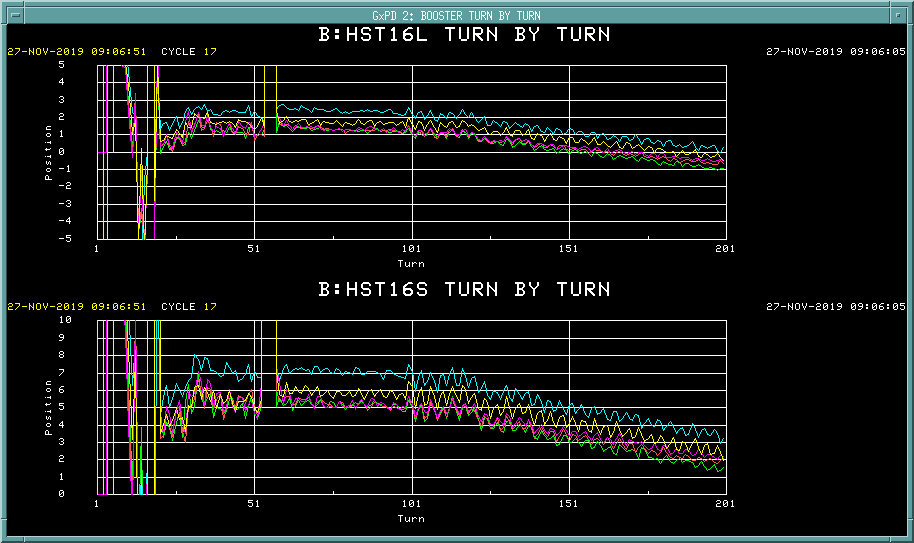 GxPD 2: BOOSTER TURN BY TURN
B:HST16L TURN BY TURN
27-NOV-2019 09:06:51 CYCLE 17 27-NOV-2019 09:06:05
5
4
3
2
1
0
-1
-2
-3
-4
-5
Position
1 51 101 151 201
Turn
B:HST16S TURN BY TURN
27-NOV-2019 09:06:51 CYCLE 17 27-NOV-2019 09:06:05
10
9
8
7
6
5
4
3
2
1
0
Position
1 51 101 151 201
Turn